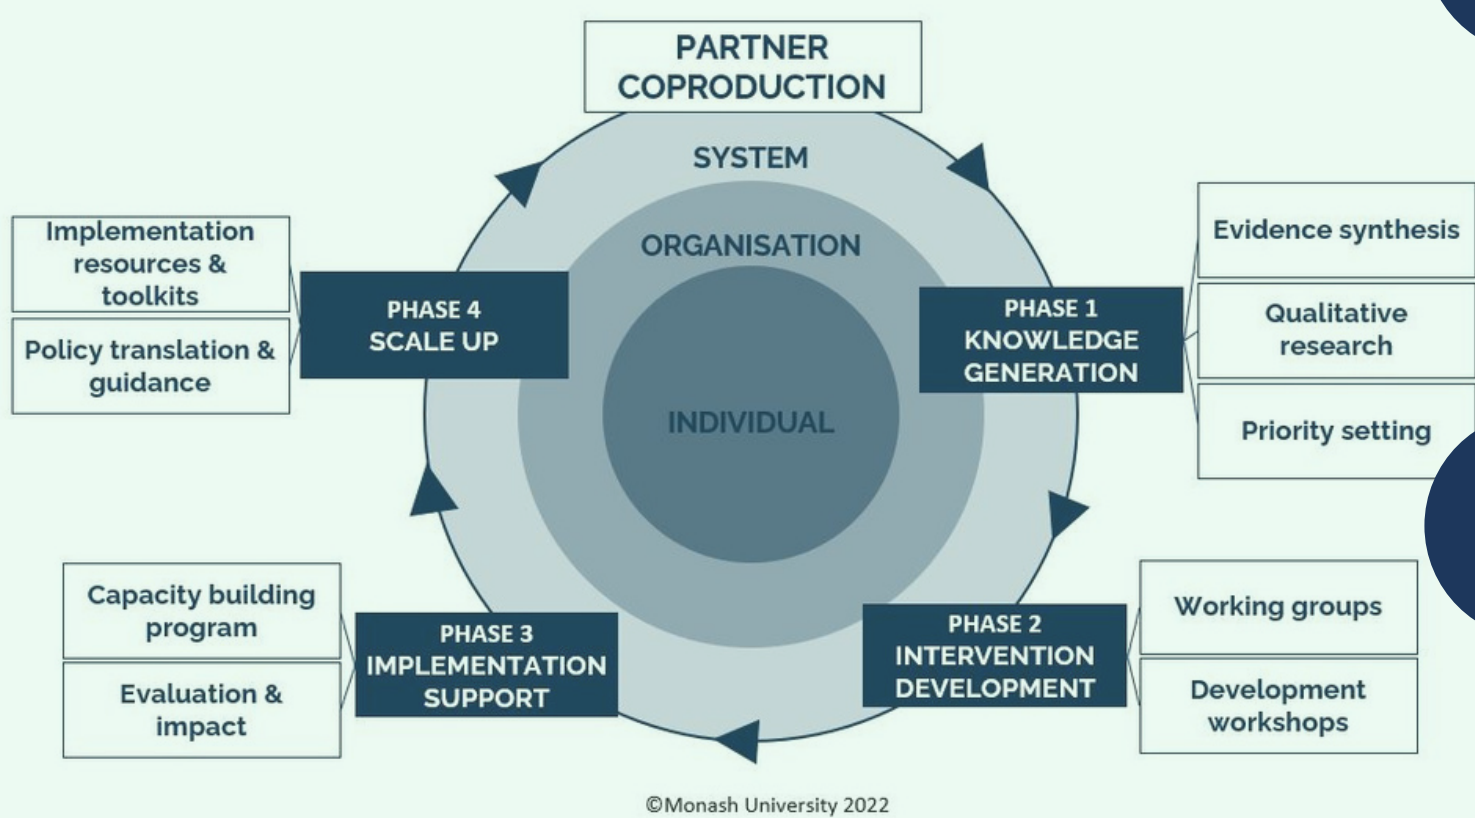 PARTNER
COPRODUCTION
SYSTEM
ORGANISATION
INDIVIDUAL
PHASE 1
KNOWLEDGE
GENERATION
Evidence synthesis
Qualitative
research
Priority setting
PHASE 2
INTERVENTION
DEVELOPMENT
Working groups
Development
workshops
PHASE 3
IMPLEMENTATION
SUPPORT
Capacity building
program
Evaluation &
impact
PHASE 4
SCALE UP
Implementation
resources &
toolkits
Policy translation &
guidance
©Monash University 2022